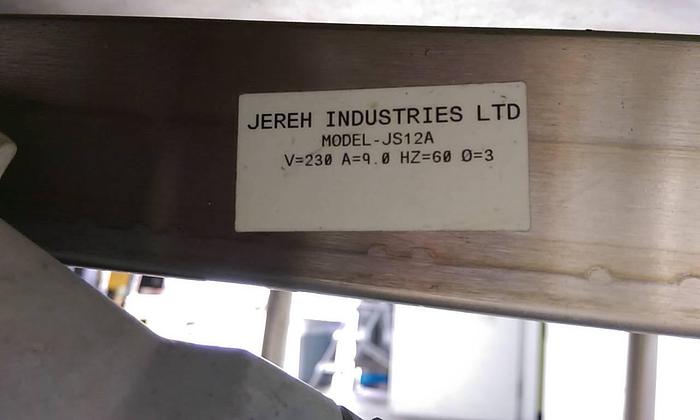 JEREH INDUSTRIES LTD
MODEL-JS12A
V=230 A=9.0 HZ=60 Ø=3